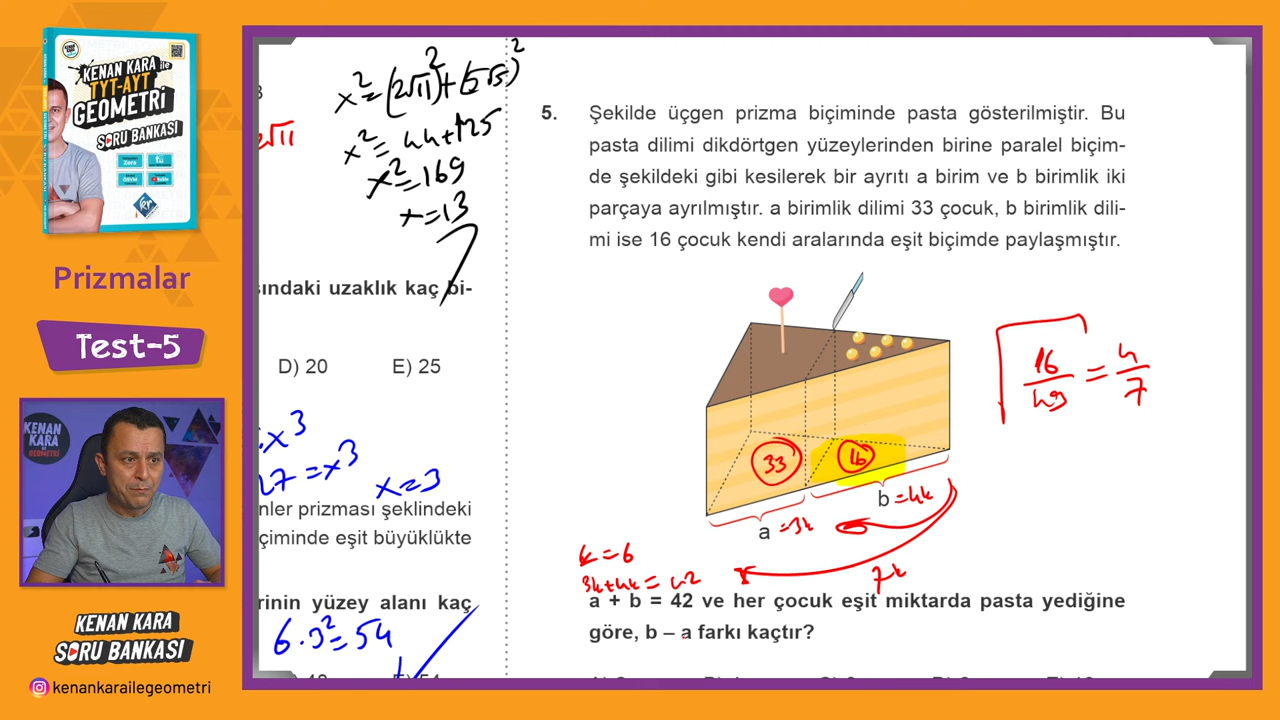 KENAN KARA ile
TYT-AYT
GEOMETRİ
SORU BANKASI
Prizmalar
Test-5
KENAN
KARA
KENAN KARA
SORU BANKASI
kenankarailegeometri
x² = (2√11)² + (5√5)²
x² = 44+125
x² = 169
x = 13
2√11
sındaki uzaklık kaç bi-
D) 20 E) 25
x³
27 = x³ x = 3
nler prizması şeklindeki
çiminde eşit büyüklükte
rinin yüzey alanı kaç
6.3² = 54
5. Şekilde üçgen prizma biçiminde pasta gösterilmiştir. Bu
pasta dilimi dikdörtgen yüzeylerinden birine paralel biçim-
de şekildeki gibi kesilerek bir ayrıtı a birim ve b birimlik iki
parçaya ayrılmıştır. a birimlik dilimi 33 çocuk, b birimlik dili-
mi ise 16 çocuk kendi aralarında eşit biçimde paylaşmıştır.
16/49 = 4/7
33 16
b =4k
a =3k
7k
k = 6
3k+4k = 42
a + b = 42 ve her çocuk eşit miktarda pasta yediğine
göre, b – a farkı kaçtır?